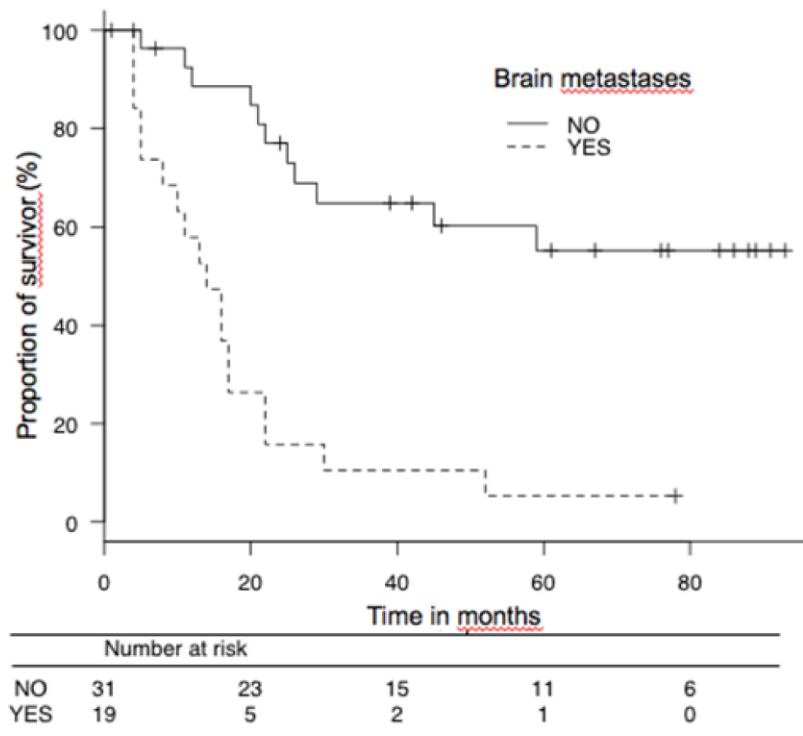 Proportion of survivor (%)
100
80
60
40
20
0
Brain metastases
NO
YES
0 20 40 60 80
Time in months
Number at risk
NO 31 23 15 11 6
YES 19 5 2 1 0